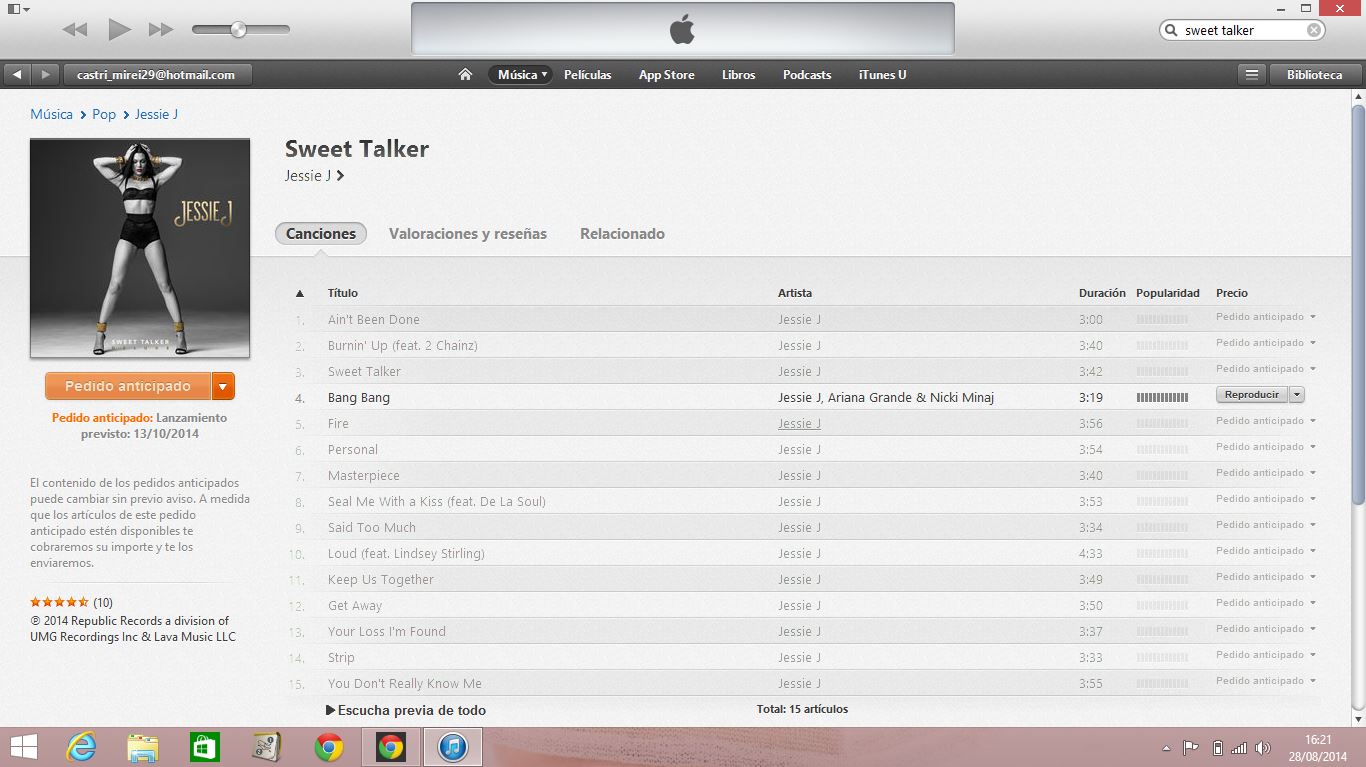 sweet talker
castri_mirei29@hotmail.com Música Películas App Store Libros Podcasts iTunes U Biblioteca
Música Pop Jessie J
JESSIE J
SWEET TALKER
DELUXE
Pedido anticipado
Pedido anticipado: Lanzamiento
previsto: 13/10/2014
El contenido de los pedidos anticipados
puede cambiar sin previo aviso. A medida
que los artículos de este pedido
anticipado estén disponibles te
cobraremos su importe y te los
enviaremos.
(10)
℗ 2014 Republic Records a division of
UMG Recordings Inc & Lava Music LLC
Sweet Talker
Jessie J
Canciones Valoraciones y reseñas Relacionado
Título Artista Duración Popularidad Precio
1. Ain't Been Done Jessie J 3:00 Pedido anticipado
2. Burnin' Up (feat. 2 Chainz) Jessie J 3:40 Pedido anticipado
3. Sweet Talker Jessie J 3:42 Pedido anticipado
4. Bang Bang Jessie J, Ariana Grande & Nicki Minaj 3:19 Reproducir
5. Fire Jessie J 3:56 Pedido anticipado
6. Personal Jessie J 3:54 Pedido anticipado
7. Masterpiece Jessie J 3:40 Pedido anticipado
8. Seal Me With a Kiss (feat. De La Soul) Jessie J 3:53 Pedido anticipado
9. Said Too Much Jessie J 3:34 Pedido anticipado
10. Loud (feat. Lindsey Stirling) Jessie J 4:33 Pedido anticipado
11. Keep Us Together Jessie J 3:49 Pedido anticipado
12. Get Away Jessie J 3:50 Pedido anticipado
13. Your Loss I'm Found Jessie J 3:37 Pedido anticipado
14. Strip Jessie J 3:33 Pedido anticipado
15. You Don't Really Know Me Jessie J 3:55 Pedido anticipado
Escucha previa de todo Total: 15 artículos
16:21
28/08/2014